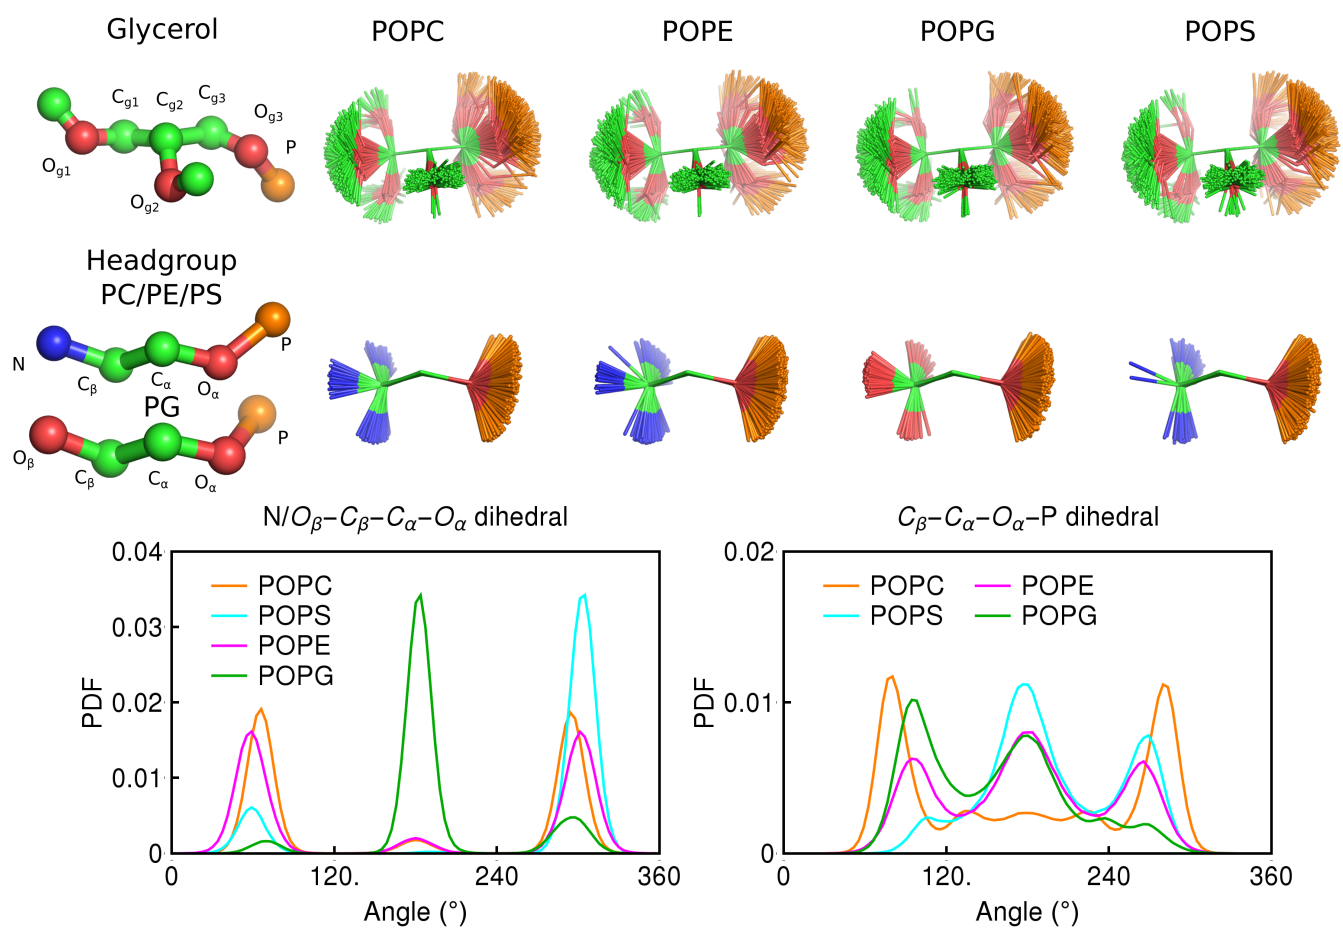 Glycerol
POPC
POPE
POPG
POPS
Cg1
Cg2
Cg3
Og3
P
Og1
Og2
Headgroup
PC/PE/PS
N
Cβ
Cα
Oα
P
PG
Oβ
Cβ
Cα
Oα
P
N/Oβ–Cβ–Cα–Oα dihedral
0.04
0.03
0.02
0.01
0
PDF
POPC
POPS
POPE
POPG
0
120.
240
360
Angle (°)
Cβ–Cα–Oα–P dihedral
0.02
0.01
0
PDF
POPC
POPE
POPS
POPG
0
120.
240
360
Angle (°)